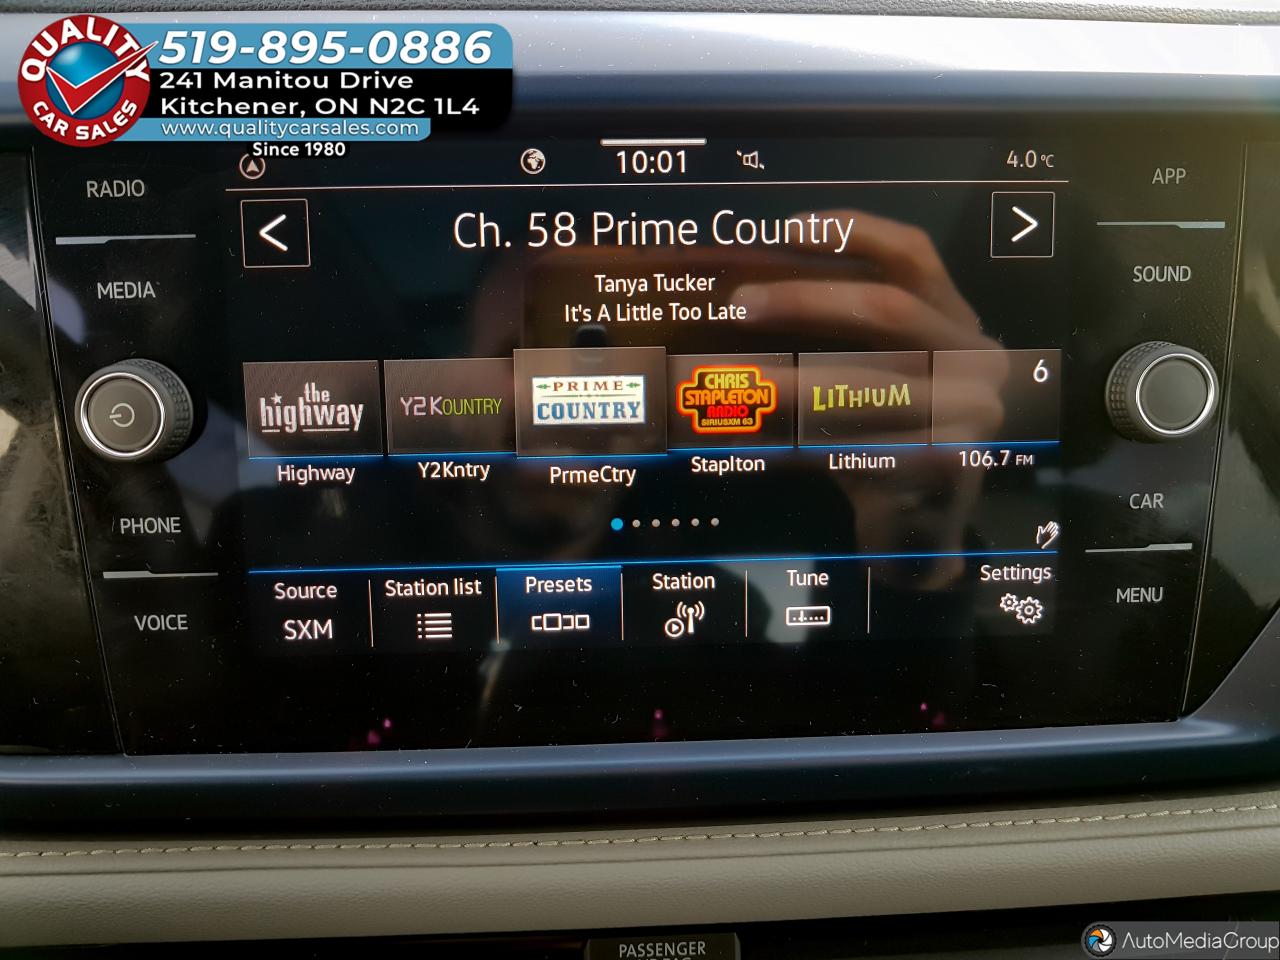 QUALITY
CAR SALES
519-895-0886
241 Manitou Drive
Kitchener, ON N2C 1L4
www.qualitycarsales.com
Since 1980
10:01
4.0°C
RADIO
MEDIA
PHONE
VOICE
APP
SOUND
CAR
MENU
< Ch. 58 Prime Country >
Tanya Tucker
It's A Little Too Late
the
highway
Y2KOUNTRY
PRIME
COUNTRY
CHRIS
STAPLETON
RADIO
SIRIUSXM 63
LITHIUM
6
Highway
Y2Kntry
PrmeCtry
Staplton
Lithium
106.7 FM
Source
SXM
Station list
Presets
Station
Tune
Settings
PASSENGER
AutoMediaGroup